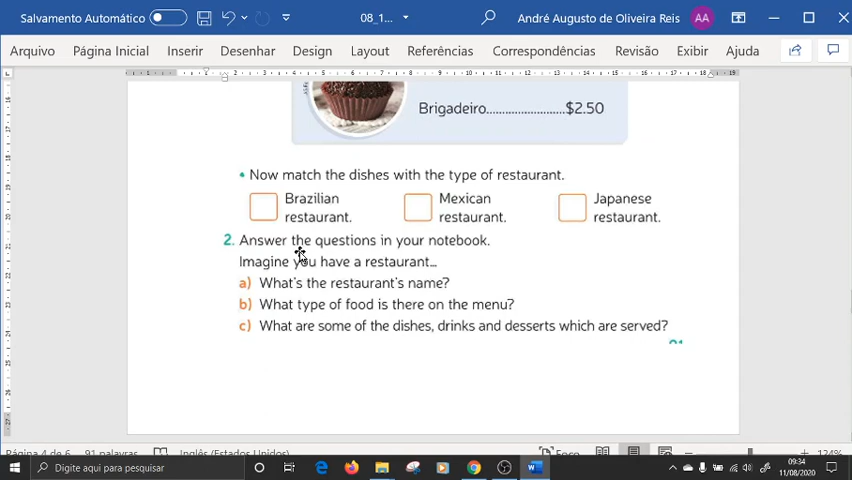 Salvamento Automático 08_1... André Augusto de Oliveira Reis AA
Arquivo Página Inicial Inserir Desenhar Design Layout Referências Correspondências Revisão Exibir Ajuda
Brigadeiro........................$2.50
• Now match the dishes with the type of restaurant.
Brazilian restaurant.
Mexican restaurant.
Japanese restaurant.
2. Answer the questions in your notebook.
Imagine you have a restaurant...
a) What's the restaurant's name?
b) What type of food is there on the menu?
c) What are some of the dishes, drinks and desserts which are served?
Página 4 de 6 91 palavras Inglês (Estados Unidos) Foco 124%
Digite aqui para pesquisar
09:34
11/08/2020